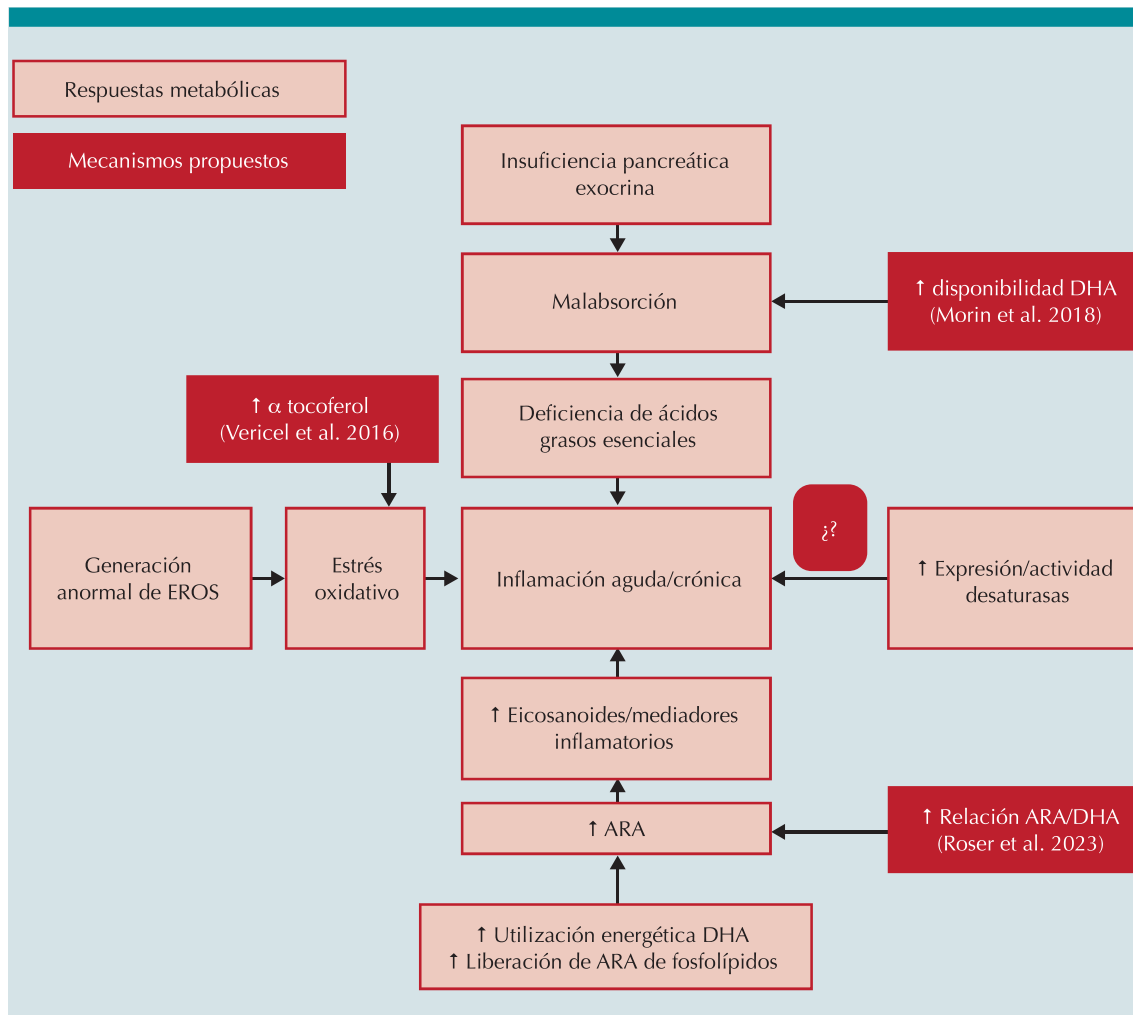 Respuestas metabólicas
Mecanismos propuestos
Insuficiencia pancreática
exocrina
Malabsorción
↑ disponibilidad DHA
(Morin et al. 2018)
↑ α tocoferol
(Vericel et al. 2016)
Deficiencia de ácidos
grasos esenciales
Generación
anormal de EROS
Estrés
oxidativo
Inflamación aguda/crónica
¿?
↑ Expresión/actividad
desaturasas
↑ Eicosanoides/mediadores
inflamatorios
↑ ARA
↑ Relación ARA/DHA
(Roser et al. 2023)
↑ Utilización energética DHA
↑ Liberación de ARA de fosfolípidos